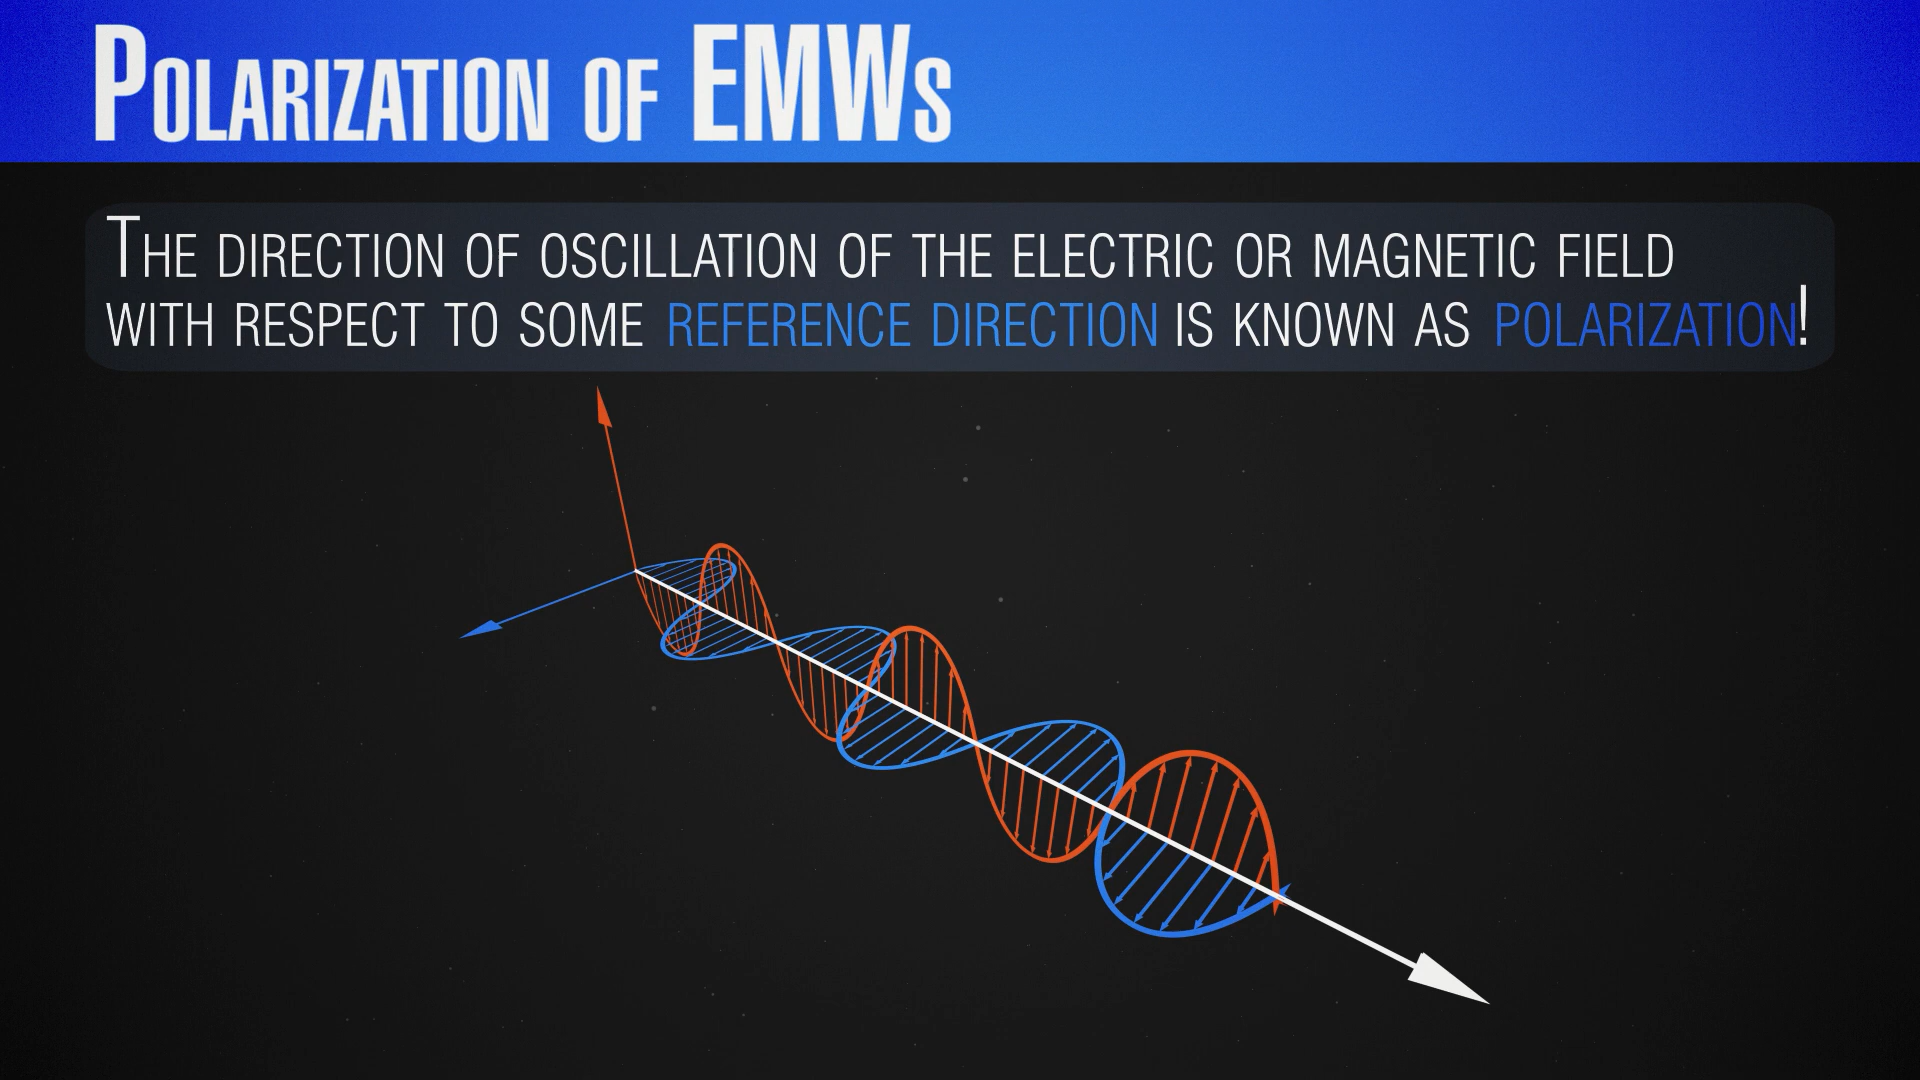 POLARIZATION OF EMWS
THE DIRECTION OF OSCILLATION OF THE ELECTRIC OR MAGNETIC FIELD
WITH RESPECT TO SOME REFERENCE DIRECTION IS KNOWN AS POLARIZATION!